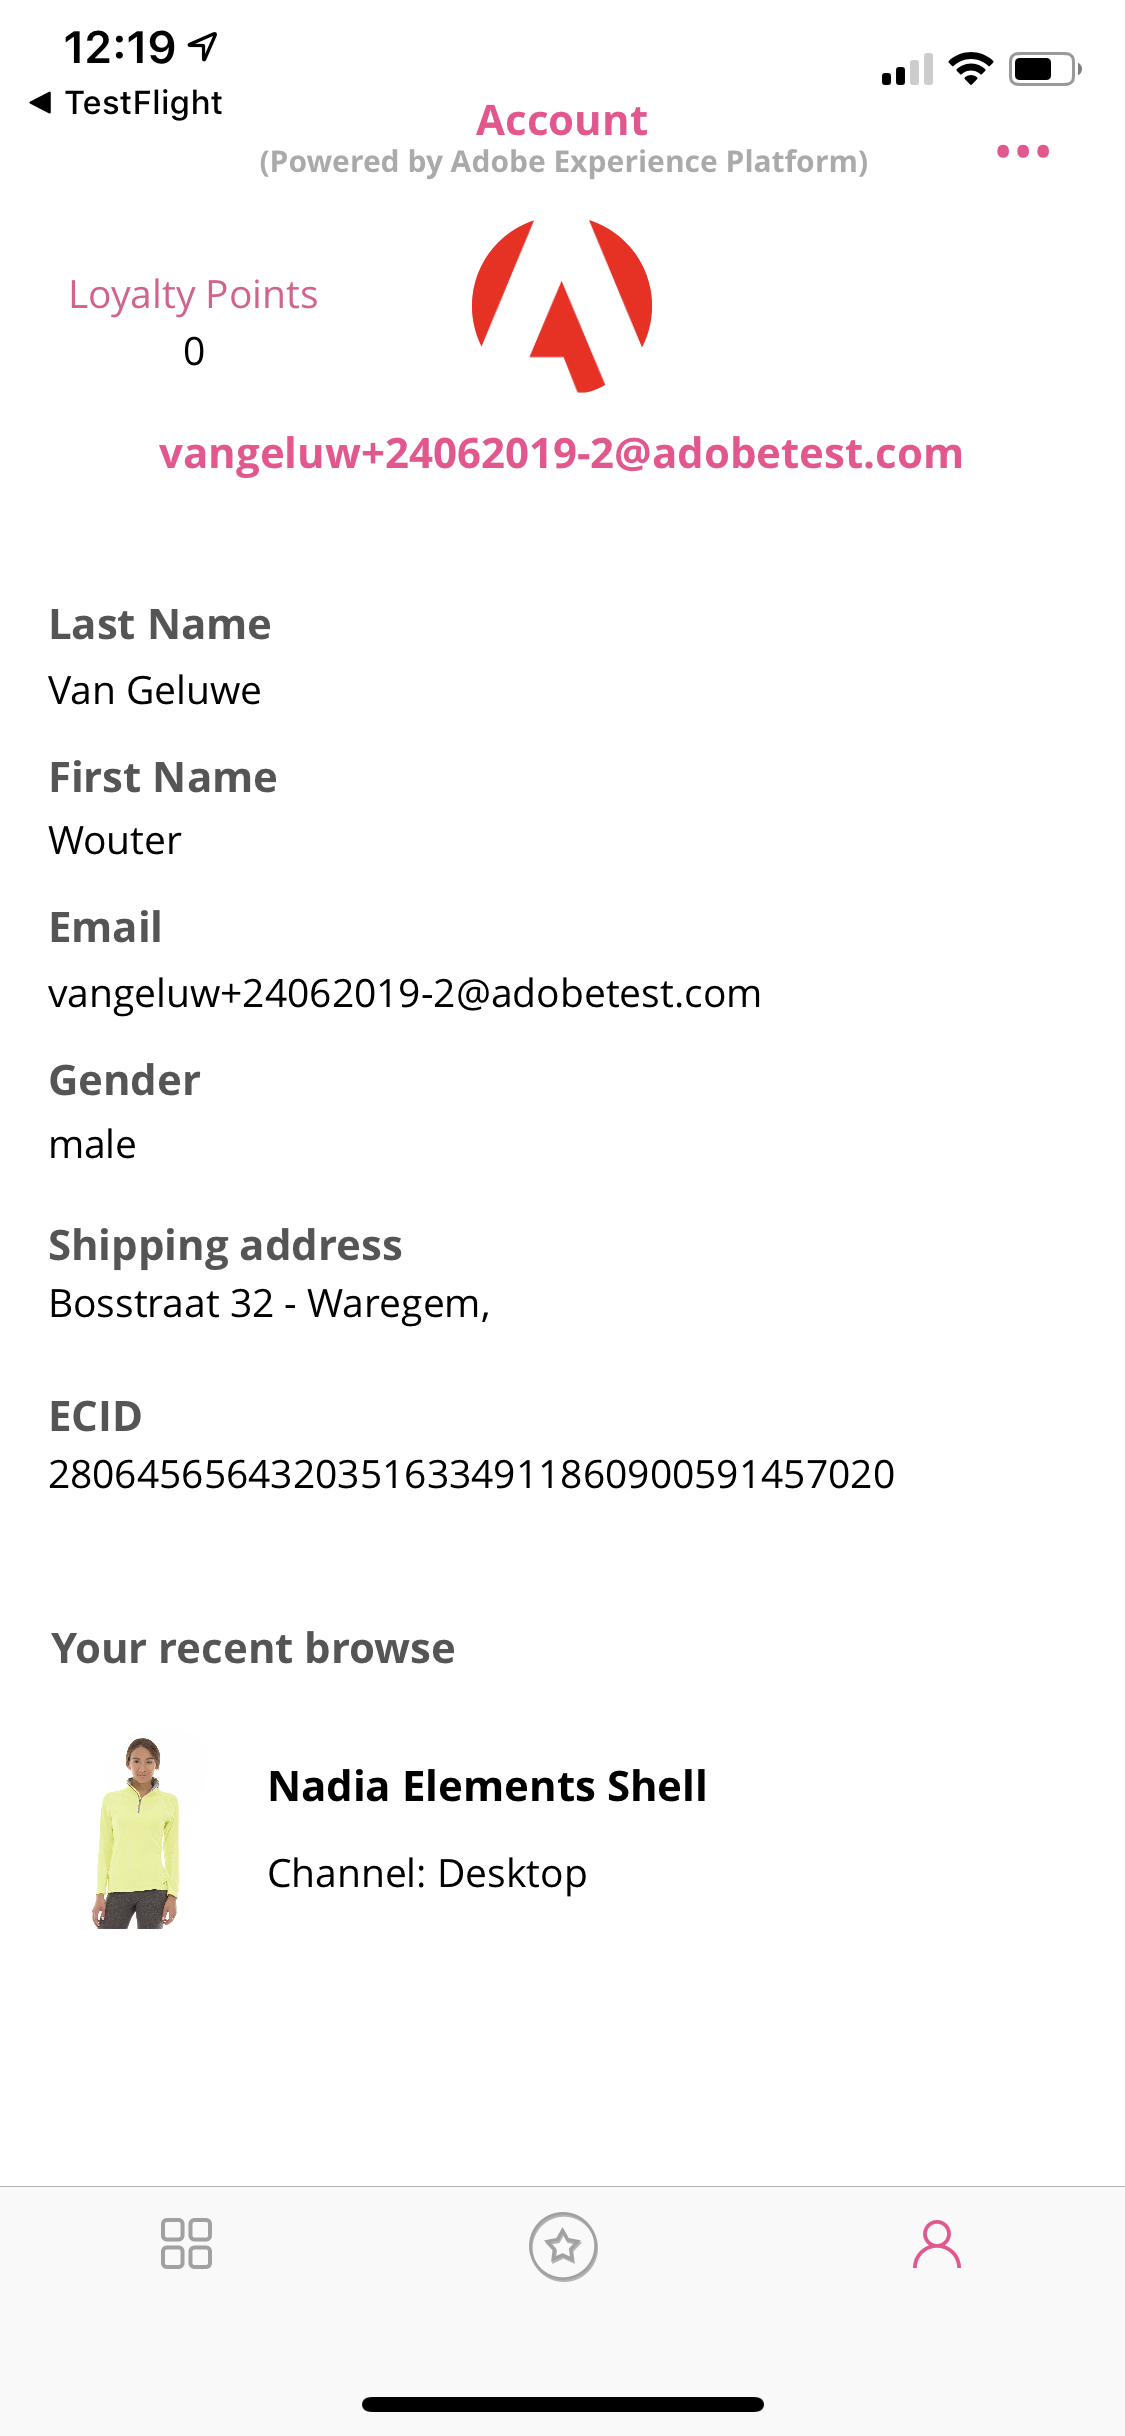 12:19
TestFlight
Account
(Powered by Adobe Experience Platform)
Loyalty Points
0
vangeluw+24062019-2@adobetest.com
Last Name
Van Geluwe
First Name
Wouter
Email
vangeluw+24062019-2@adobetest.com
Gender
male
Shipping address
Bosstraat 32 - Waregem,
ECID
28064565643203516334911860900591457020
Your recent browse
Nadia Elements Shell
Channel: Desktop